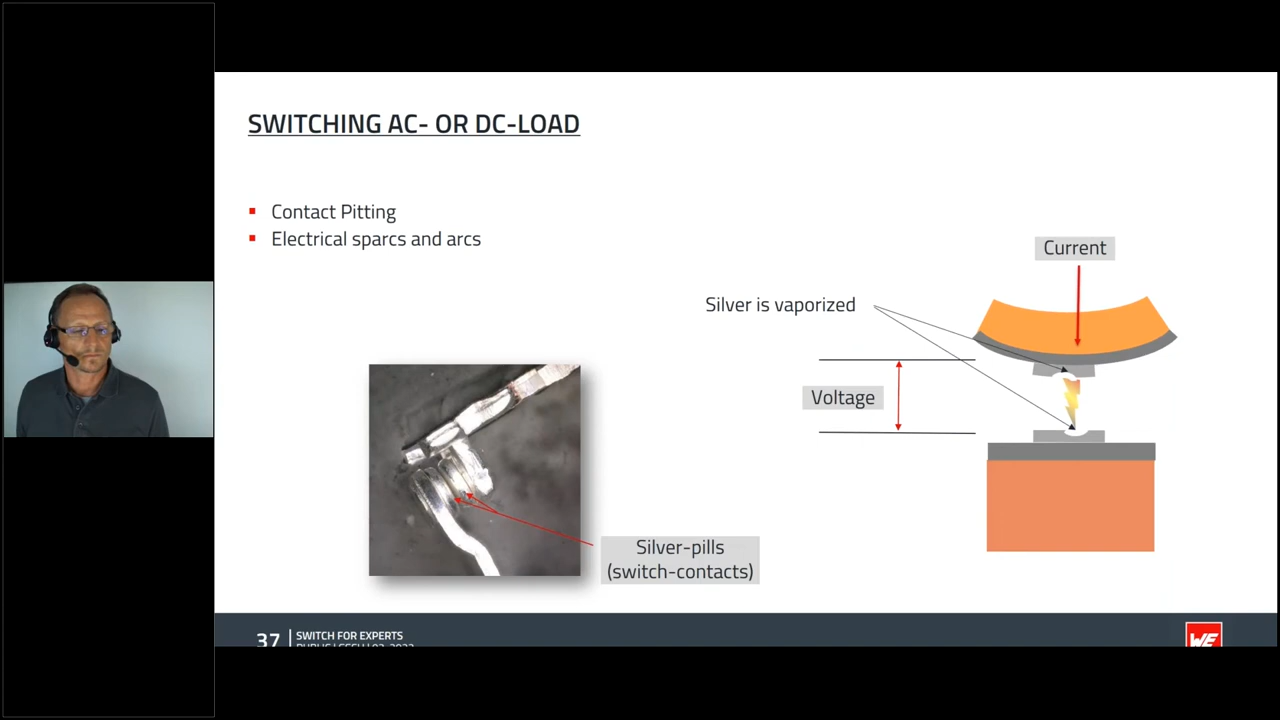 SWITCHING AC- OR DC-LOAD
Contact Pitting
Electrical sparcs and arcs
Current
Silver is vaporized
Voltage
Silver-pills
(switch-contacts)
37
SWITCH FOR EXPERTS
WE